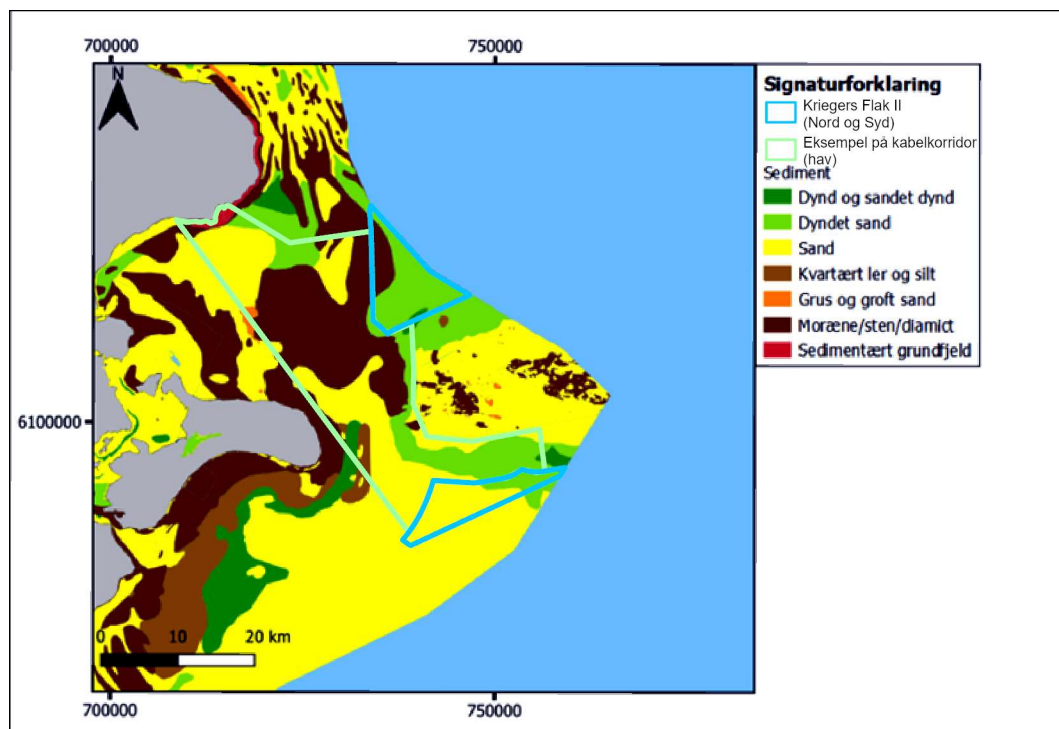 700000
750000
N
6100000
0
10
20 km
700000
750000
Signaturforklaring
Kriegers Flak II
(Nord og Syd)
Eksempel på kabelkorridor
(hav)
Sediment
Dynd og sandet dynd
Dyndet sand
Sand
Kvartært ler og silt
Grus og groft sand
Moræne/sten/diamict
Sedimentært grundfjeld